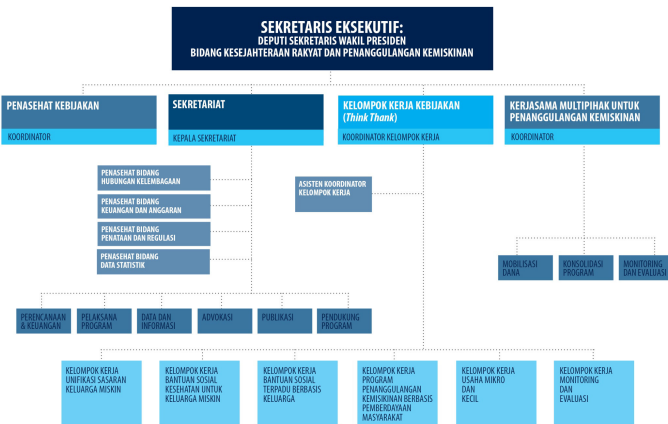 SEKRETARIS EKSEKUTIF:
DEPUTI SEKRETARIS WAKIL PRESIDEN
BIDANG KESEJAHTERAAN RAKYAT DAN PENANGGULANGAN KEMISKINAN
PENASEHAT KEBIJAKAN
KOORDINATOR
SEKRETARIAT
KEPALA SEKRETARIAT
KELOMPOK KERJA KEBIJAKAN
(Think Thank)
KOORDINATOR KELOMPOK KERJA
KERJASAMA MULTIPIHAK UNTUK
PENANGGULANGAN KEMISKINAN
KOORDINATOR
PENASEHAT BIDANG
HUBUNGAN KELEMBAGAAN
PENASEHAT BIDANG
KEUANGAN DAN ANGGARAN
PENASEHAT BIDANG
PENATAAN DAN REGULASI
PENASEHAT BIDANG
DATA STATISTIK
ASISTEN KOORDINATOR
KELOMPOK KERJA
MOBILISASI
DANA
KONSOLIDASI
PROGRAM
MONITORING
DAN EVALUASI
PERENCANAAN
& KEUANGAN
PELAKSANA
PROGRAM
DATA DAN
INFORMASI
ADVOKASI
PUBLIKASI
PENDUKUNG
PROGRAM
KELOMPOK KERJA
UNIFIKASI SASARAN
KELUARGA MISKIN
KELOMPOK KERJA
BANTUAN SOSIAL
KESEHATAN UNTUK
KELUARGA MISKIN
KELOMPOK KERJA
BANTUAN SOSIAL
TERPADU BERBASIS
KELUARGA
KELOMPOK KERJA
PROGRAM
PENANGGULANGAN
KEMISIKINAN BERBASIS
PEMBERDAYAAN
MASYARAKAT
KELOMPOK KERJA
USAHA MIKRO
DAN
KECIL
KELOMPOK KERJA
MONITORING
DAN
EVALUASI